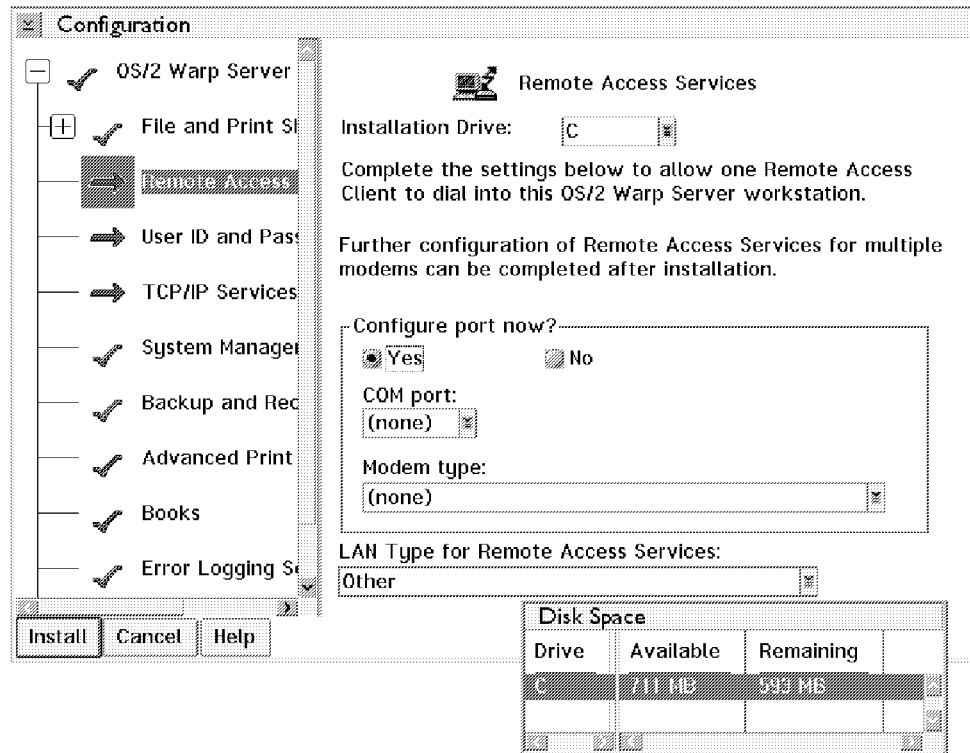 Configuration
OS/2 Warp Server
File and Print Sl
Remote Access
User ID and Pass
TCP/IP Services
System Manager
Backup and Rec
Advanced Print
Books
Error Logging Se
Install
Cancel
Help
Remote Access Services
Installation Drive:
C
Complete the settings below to allow one Remote Access
Client to dial into this OS/2 Warp Server workstation.
Further configuration of Remote Access Services for multiple
modems can be completed after installation.
Configure port now?
Yes
No
COM port:
(none)
Modem type:
(none)
LAN Type for Remote Access Services:
Other
Disk Space
Drive Available Remaining
C 711 MB 593 MB